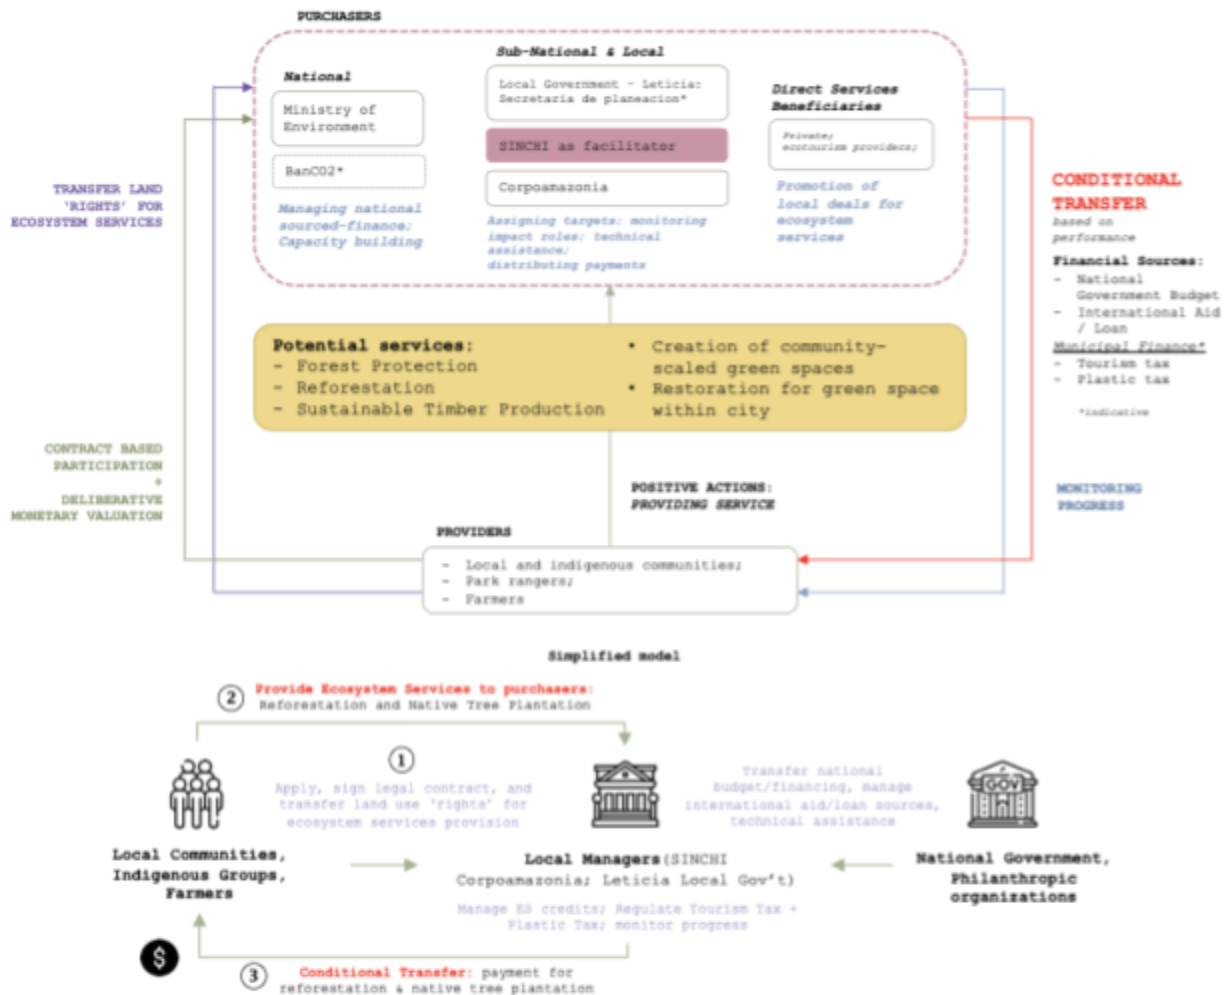 PURCHASERS
National
Ministry of
Environment
BanCO2*
Managing national
sourced-finance;
Capacity building
Sub-National & Local
Local Government - Leticia:
Secretaria de planeacion*
SINCHI as facilitator
Corpoamazonia
Assigning targets; monitoring
impact roles; technical
assistance;
distributing payments
Direct Services
Beneficiaries
Private;
ecotourism providers;
Promotion of
local deals for
ecosystem
services
TRANSFER LAND
'RIGHTS' FOR
ECOSYSTEM SERVICES
CONDITIONAL
TRANSFER
based on
performance
Financial Sources:
- National
Government Budget
- International Aid
/ Loan
Municipal Finance*
- Tourism tax
- Plastic tax
*indicative
Potential services:
- Forest Protection
- Reforestation
- Sustainable Timber Production
• Creation of community-
scaled green spaces
• Restoration for green space
within city
CONTRACT BASED
PARTICIPATION
+
DELIBERATIVE
MONETARY VALUATION
POSITIVE ACTIONS:
PROVIDING SERVICE
MONITORING
PROGRESS
PROVIDERS
- Local and indigenous communities;
- Park rangers;
- Farmers
Simplified model
2
Provide Ecosystem Services to purchasers:
Reforestation and Native Tree Plantation
1
Apply, sign legal contract, and
transfer land use 'rights' for
ecosystem services provision
Transfer national
budget/financing, manage
international aid/loan sources,
technical assistance
GOV
Local Communities,
Indigenous Groups,
Farmers
Local Managers(SINCHI
Corpoamazonia; Leticia Local Gov't)
Manage ES credits; Regulate Tourism Tax +
Plastic Tax; monitor progress
National Government,
Philanthropic
organizations
$
3
Conditional Transfer: payment for
reforestation & native tree plantation